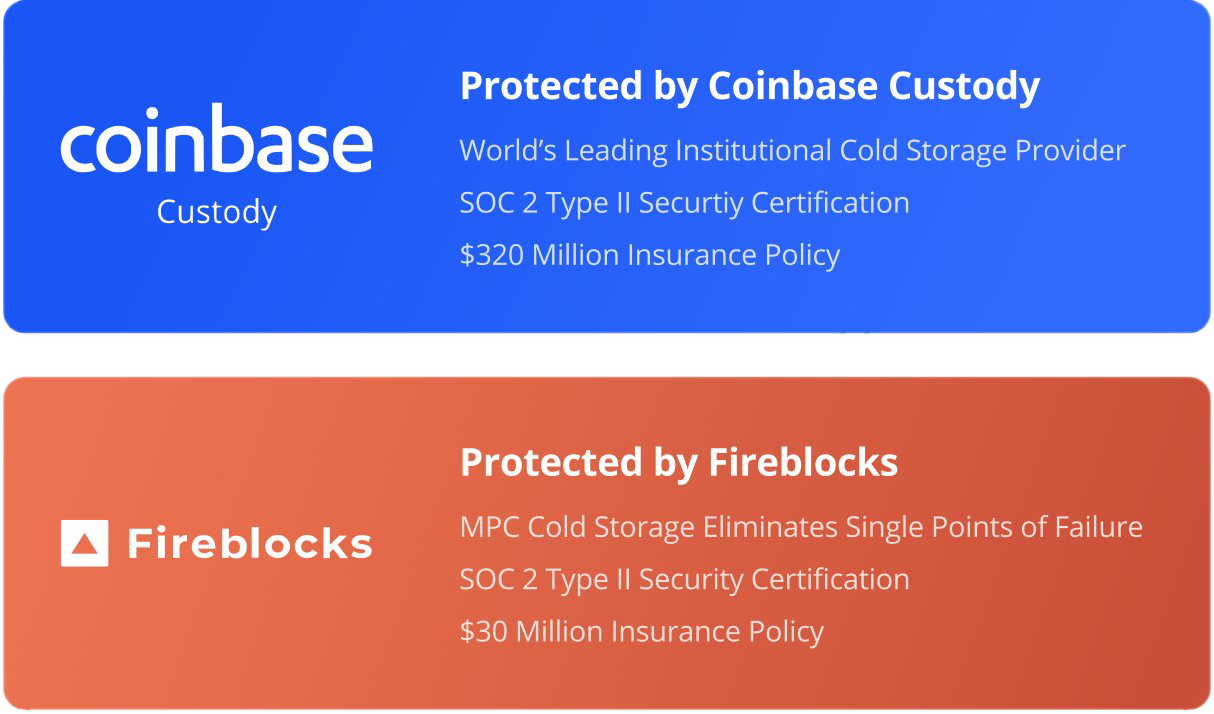 coinbase
Custody
Protected by Coinbase Custody
World’s Leading Institutional Cold Storage Provider
SOC 2 Type II Securtiy Certification
$320 Million Insurance Policy
Fireblocks
Protected by Fireblocks
MPC Cold Storage Eliminates Single Points of Failure
SOC 2 Type II Security Certification
$30 Million Insurance Policy